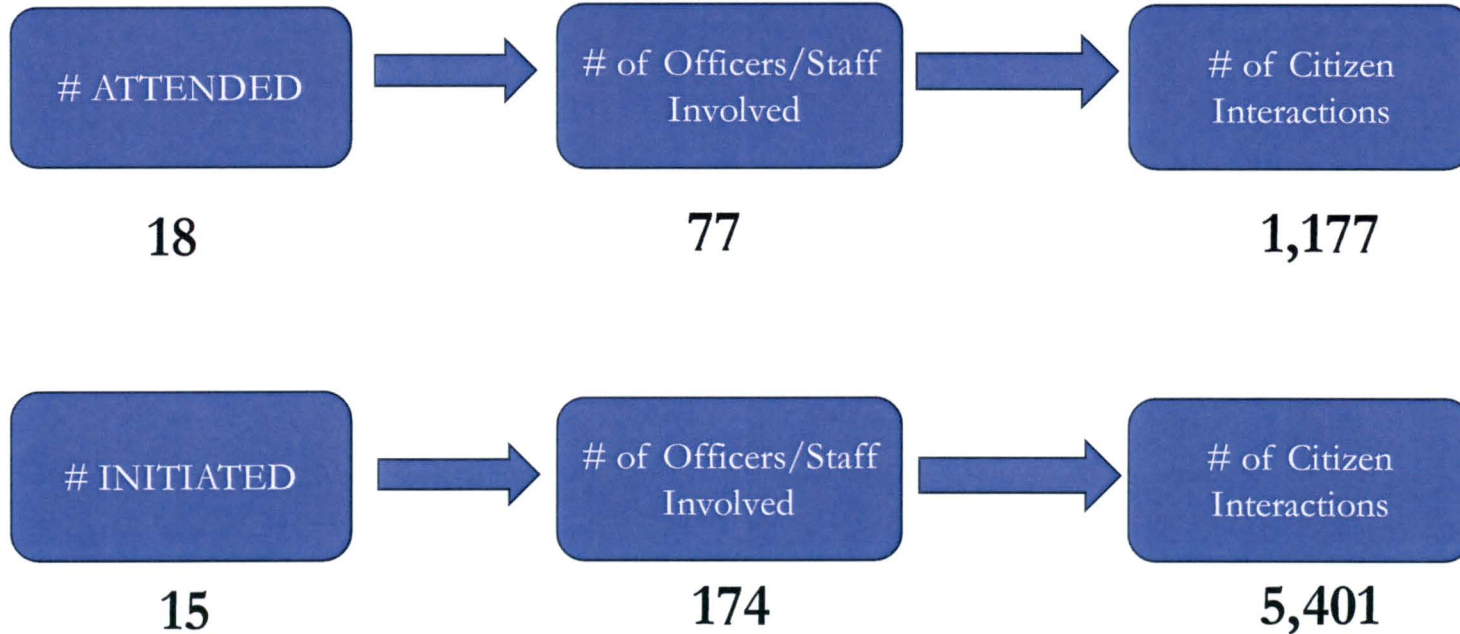 # ATTENDED
# of Officers/Staff
Involved
# of Citizen
Interactions
18
77
1,177
# INITIATED
# of Officers/Staff
Involved
# of Citizen
Interactions
15
174
5,401